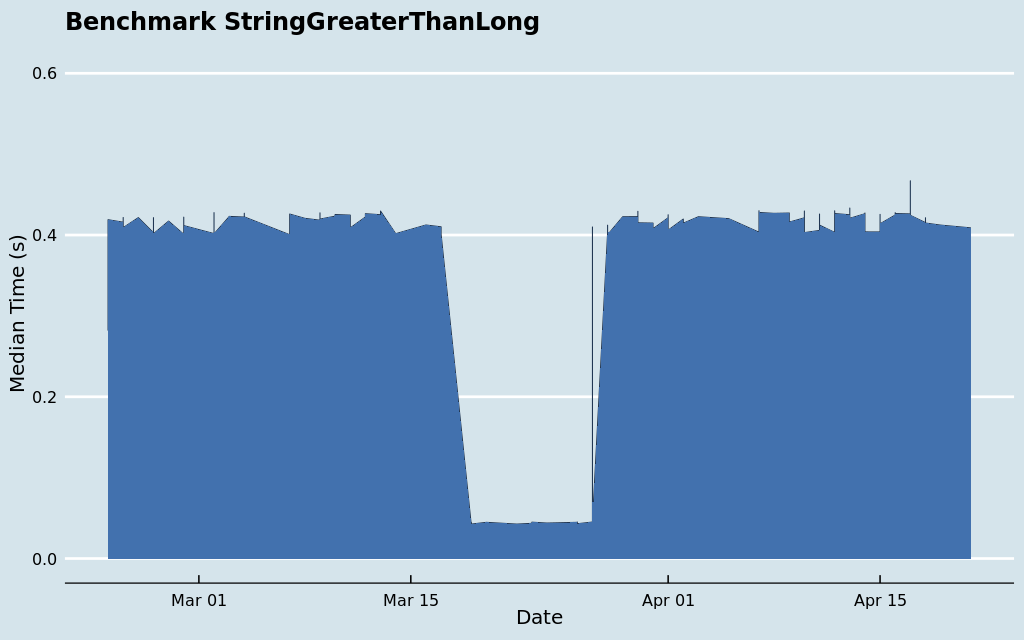 Benchmark StringGreaterThanLong
Median Time (s)
0.6
0.4
0.2
0.0
Mar 01
Mar 15
Apr 01
Apr 15
Date